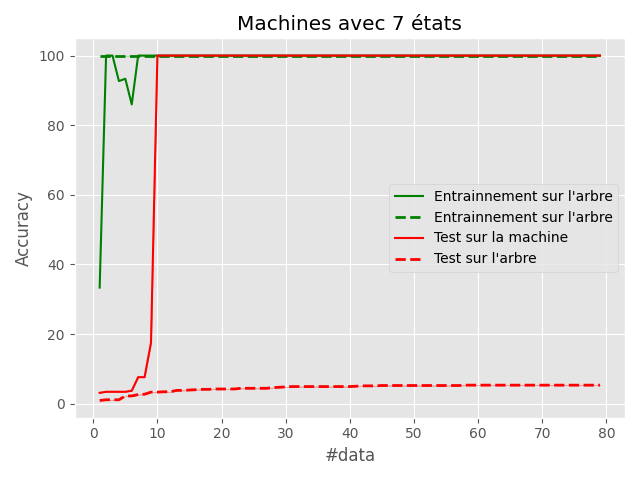 Machines avec 7 états
100
80
60
40
20
0
Accuracy
Entrainnement sur l'arbre
Entrainnement sur l'arbre
Test sur la machine
Test sur l'arbre
0 10 20 30 40 50 60 70 80
#data